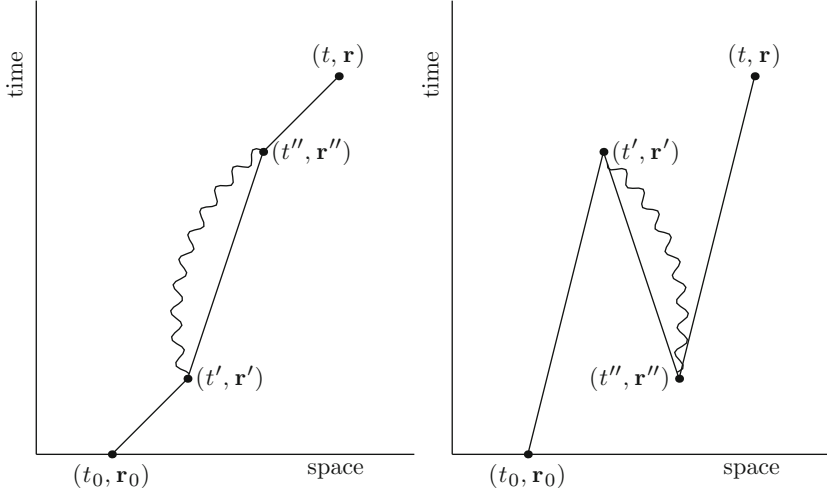 time
(t, r)
(t″, r″)
(t′, r′)
(t₀, r₀)
space
time
(t, r)
(t′, r′)
(t″, r″)
(t₀, r₀)
space